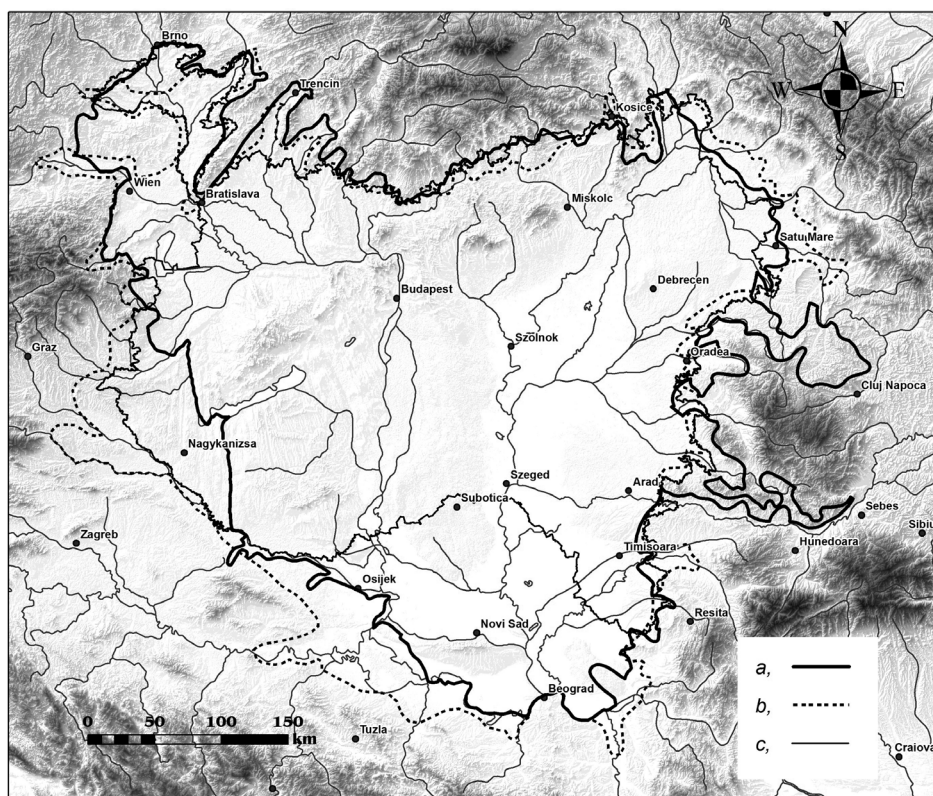 Brno
N
W
E
S
Trencin
Kosice
Wien
Bratislava
Miskolc
Satu Mare
Debrecen
Budapest
Szolnok
Graz
Oradea
Cluj Napoca
Nagykanizsa
Szeged
Arad
Subotica
Sebes
Sibiu
Zagreb
Timisoara
Hunedoara
Osijek
Novi Sad
Resita
a,
Beograd
b,
0 50 100 150
km
Tuzla
c,
Craiova